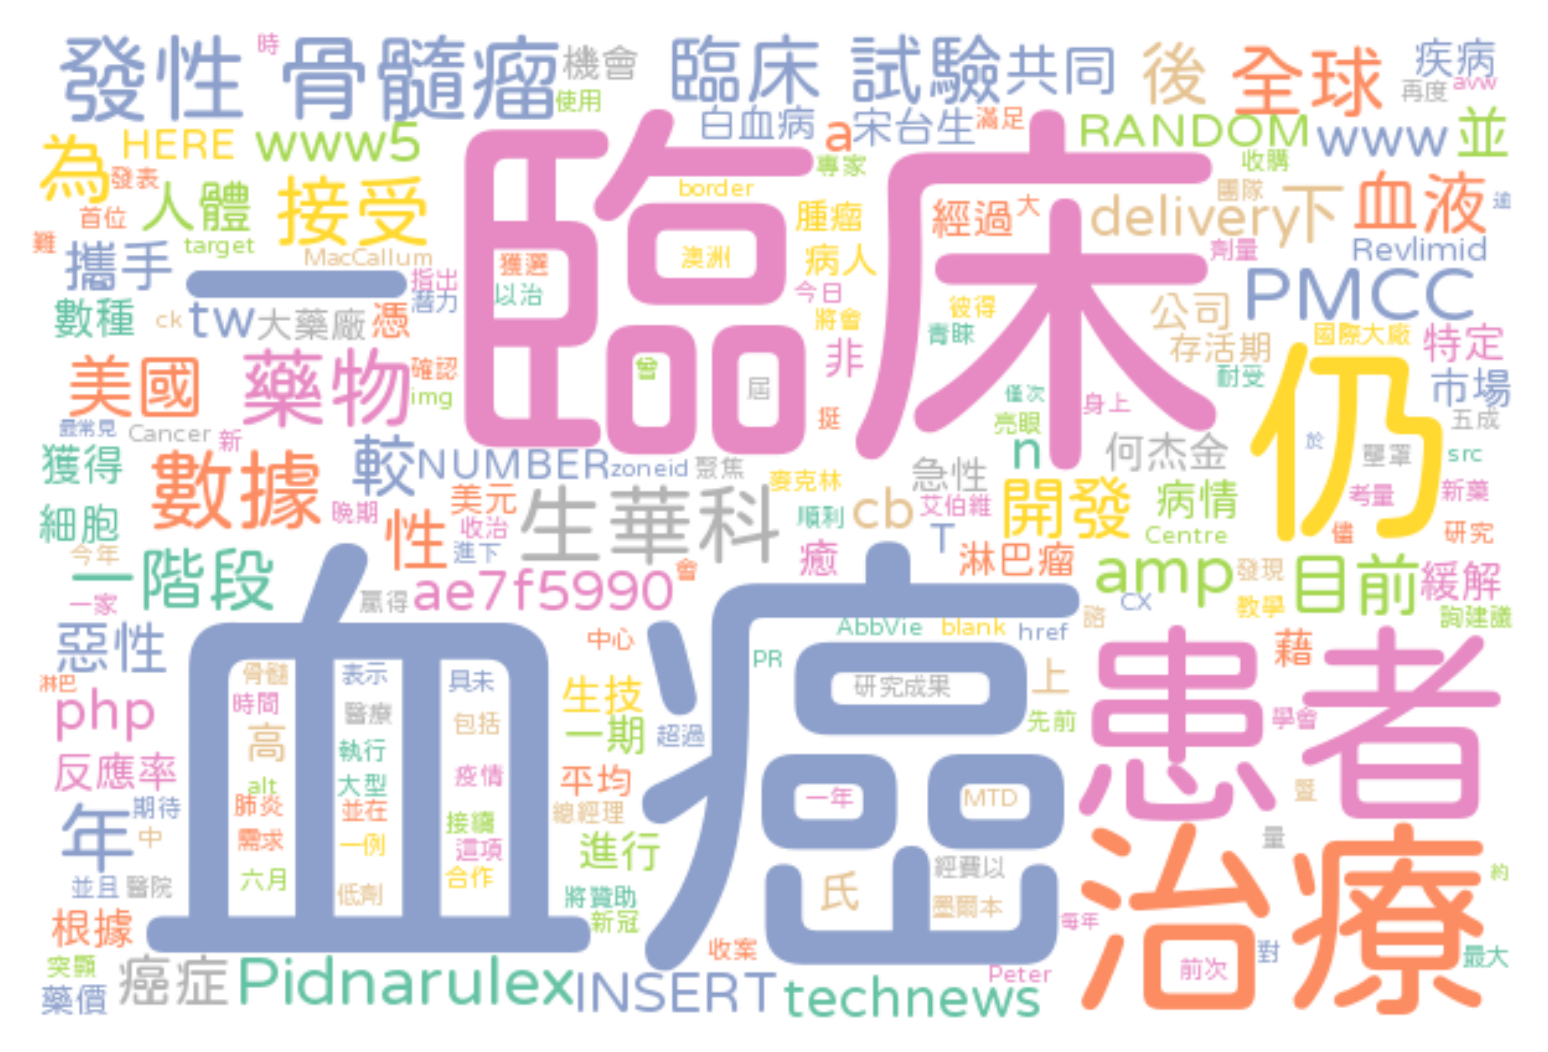 發性 骨髓瘤
時
機會
使用
臨床 試驗
共同
後
全球
疾病
再度
avw
白血病
a
宋台生
滿足
RANDOM
www
並
HERE
www5
為
發表
人體
接受
首位
難
target
MacCallum
攜手
一
指出
潛力
臨床
border
專家
腫瘤
澳洲
病人
獲選
以治
今日
將會
收購
團隊
經過
大
delivery
下
血液
劑量
Revlimid
PMCC
公司
彼得
青睞
存活期
國際大廠
特定
耐受
市場
數種
ck
tw
大藥廠
憑
美國
藥物
確認
img
曾
屆
非
挺
僅次
身上
亮眼
仍
於
五成
壟罩
src
最常見
Cancer
新
獲得
數據
較
NUMBER
zoneid
聚焦
麥克林
急性
n
何杰金
考量
新藥
細胞
晚期
性
美元
收治
進下
生華科
順利
cb
艾伯維
開發
病情
T
Centre
儘
研究
今年
一階段
一家
會
癒
淋巴瘤
amp
發現
目前
緩解
贏得
ae7f5990
CX
教學
詢建議
惡性
中心
AbbVie
blank
href
諮
血癌
PR
研究成果
上
藉
患者
淋巴
php
骨髓
表示
具未
生技
時間
醫療
包括
一期
超過
先前
學會
高
執行
反應率
alt
大型
疫情
平均
一年
MTD
暨
年
期待
中
肺炎
並在
總經理
接續
需求
一例
這項
進行
量
並且
醫院
六月
低劑
合作
將贊助
氏
經費以
墨爾本
治療
約
根據
新冠
收案
每年
對
最大
突顯
藥價
癌症
Pidnarulex
INSERT
technews
Peter
前次